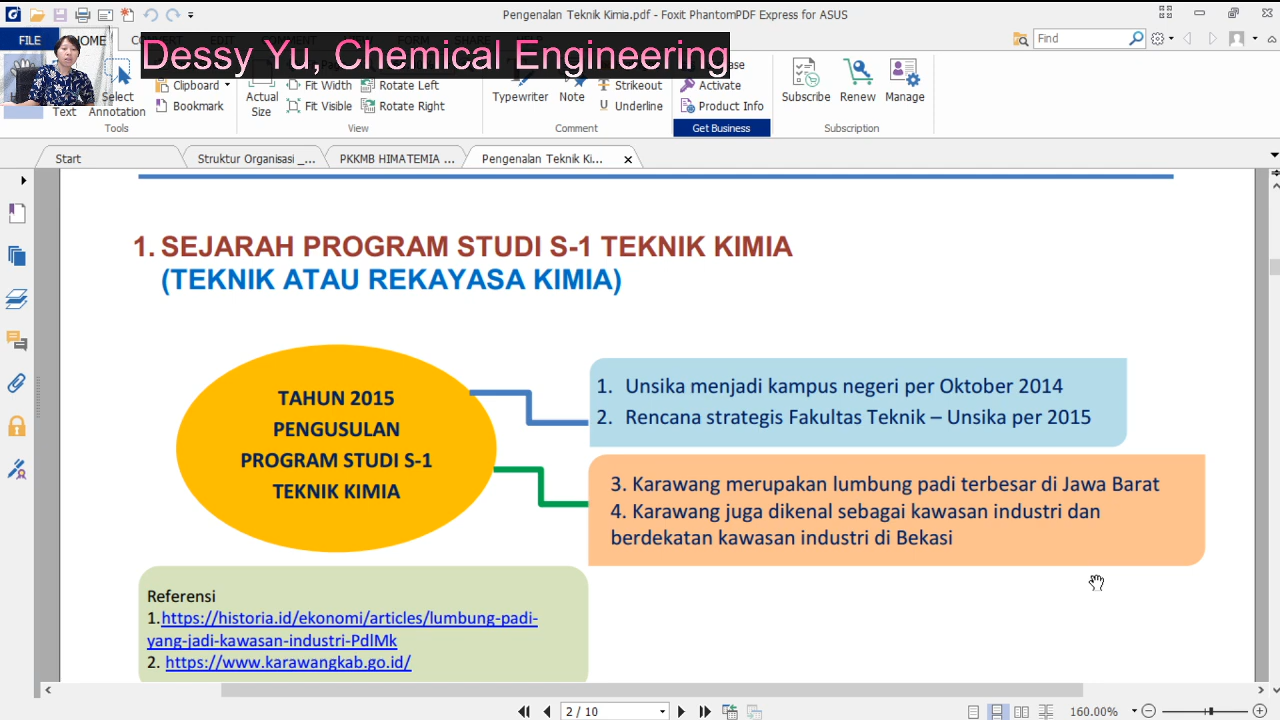 Pengenalan Teknik Kimia.pdf - Foxit PhantomPDF Express for ASUS
FILE
HOME
Find
Dessy Yu, Chemical Engineering
Clipboard
Fit Width
Rotate Left
Strikeout
Activate
Text
Select
Annotation
Bookmark
Actual
Size
Fit Visible
Rotate Right
Typewriter
Note
Underline
Product Info
Subscribe
Renew
Manage
Tools
View
Comment
Get Business
Subscription
Start
Struktur Organisasi _...
PKKMB HIMATEMIA ...
Pengenalan Teknik Ki...
1. SEJARAH PROGRAM STUDI S-1 TEKNIK KIMIA
(TEKNIK ATAU REKAYASA KIMIA)
TAHUN 2015
PENGUSULAN
PROGRAM STUDI S-1
TEKNIK KIMIA
1. Unsika menjadi kampus negeri per Oktober 2014
2. Rencana strategis Fakultas Teknik – Unsika per 2015
3. Karawang merupakan lumbung padi terbesar di Jawa Barat
4. Karawang juga dikenal sebagai kawasan industri dan
berdekatan kawasan industri di Bekasi
Referensi
1.https://historia.id/ekonomi/articles/lumbung-padi-
yang-jadi-kawasan-industri-PdlMk
2. https://www.karawangkab.go.id/
2 / 10
160.00%